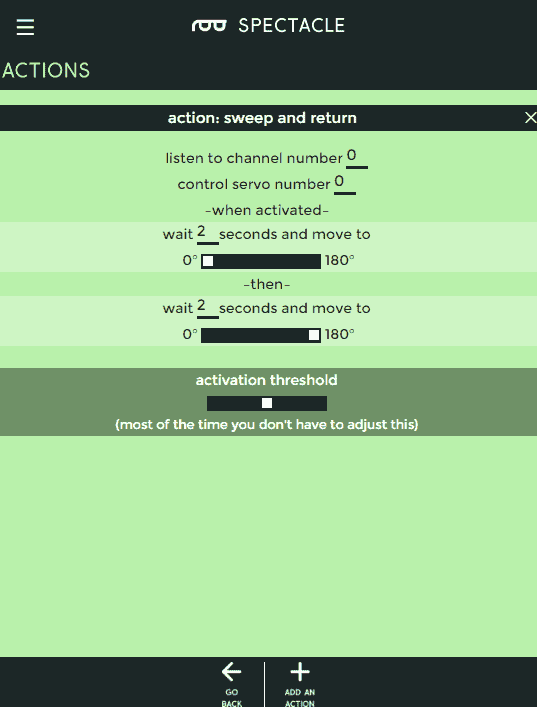 SPECTACLE
ACTIONS
action: sweep and return
listen to channel number 0
control servo number 0
-when activated-
wait 2 seconds and move to
0° 180°
-then-
wait 2 seconds and move to
0° 180°
activation threshold
(most of the time you don't have to adjust this)
GO
BACK
ADD AN
ACTION